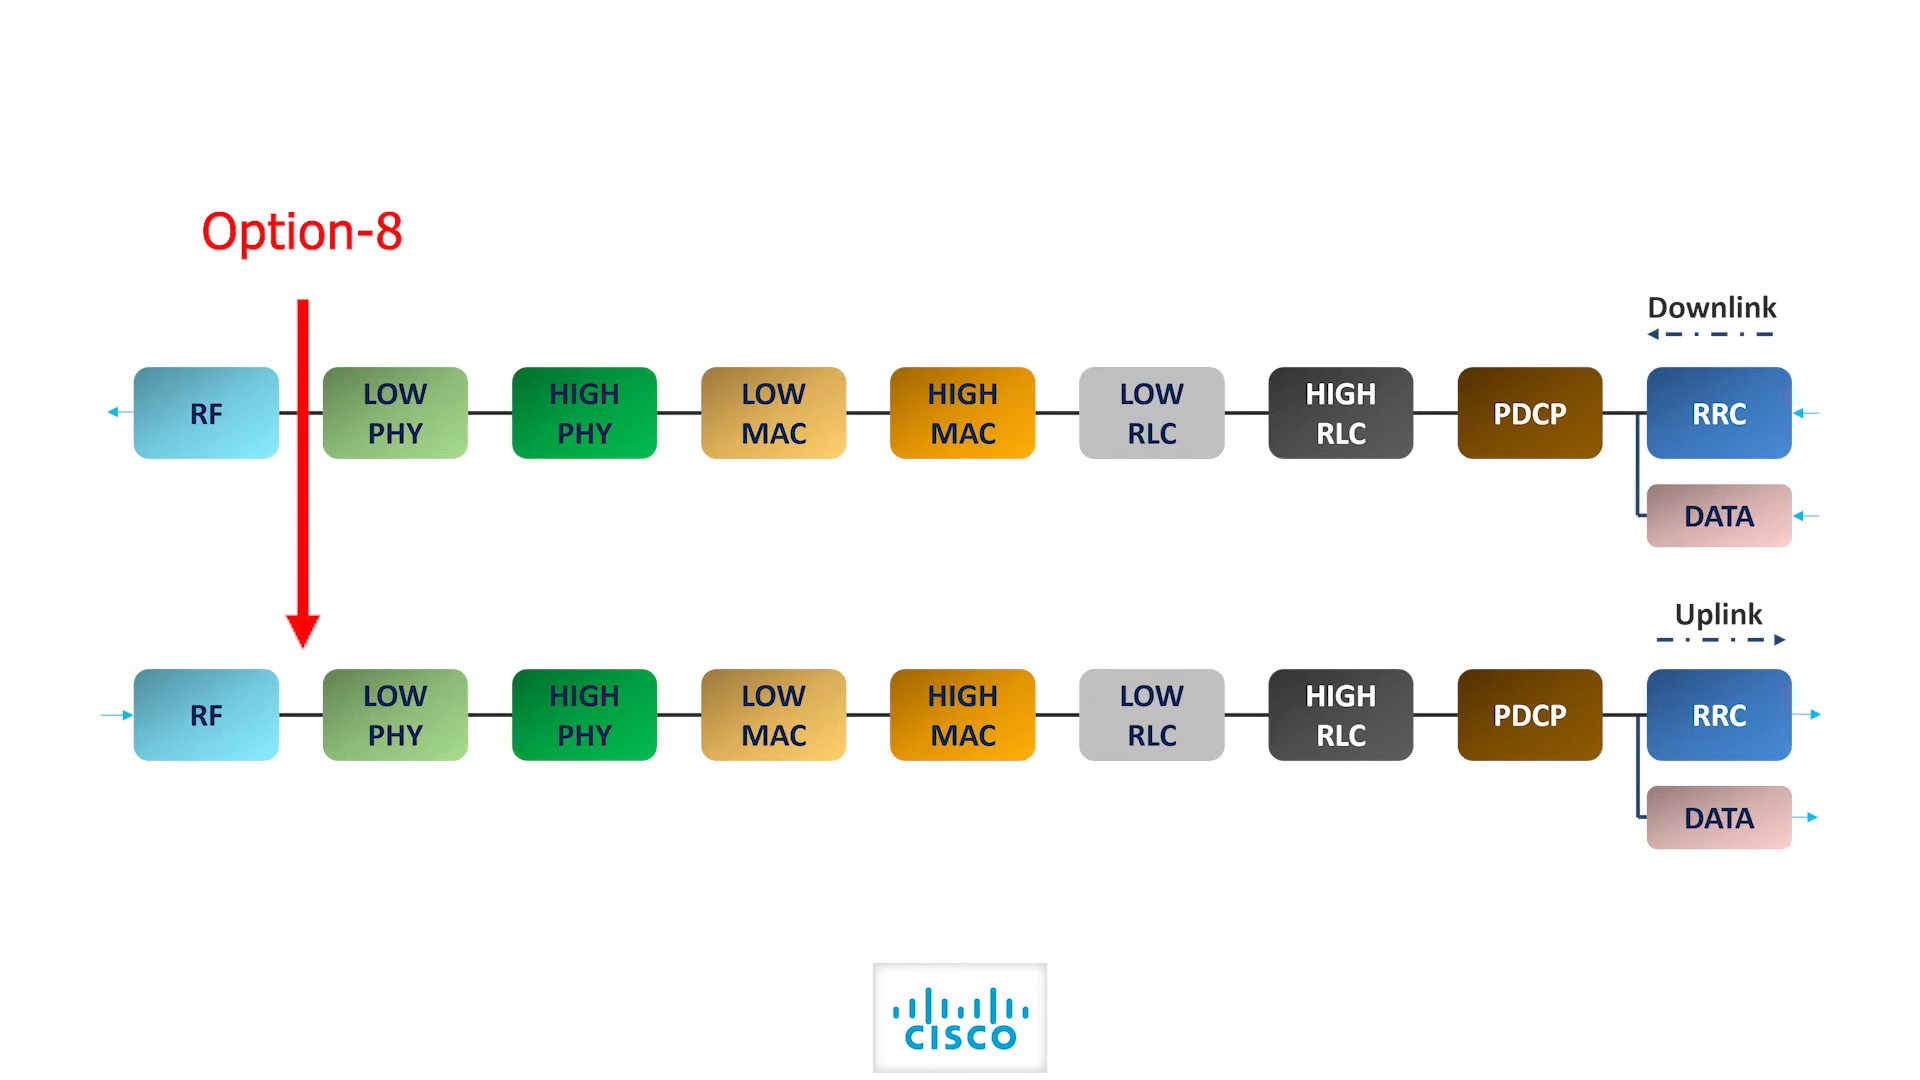 Option-8
Downlink
RF
LOW
PHY
HIGH
PHY
LOW
MAC
HIGH
MAC
LOW
RLC
HIGH
RLC
PDCP
RRC
DATA
Uplink
RF
LOW
PHY
HIGH
PHY
LOW
MAC
HIGH
MAC
LOW
RLC
HIGH
RLC
PDCP
RRC
DATA
CISCO